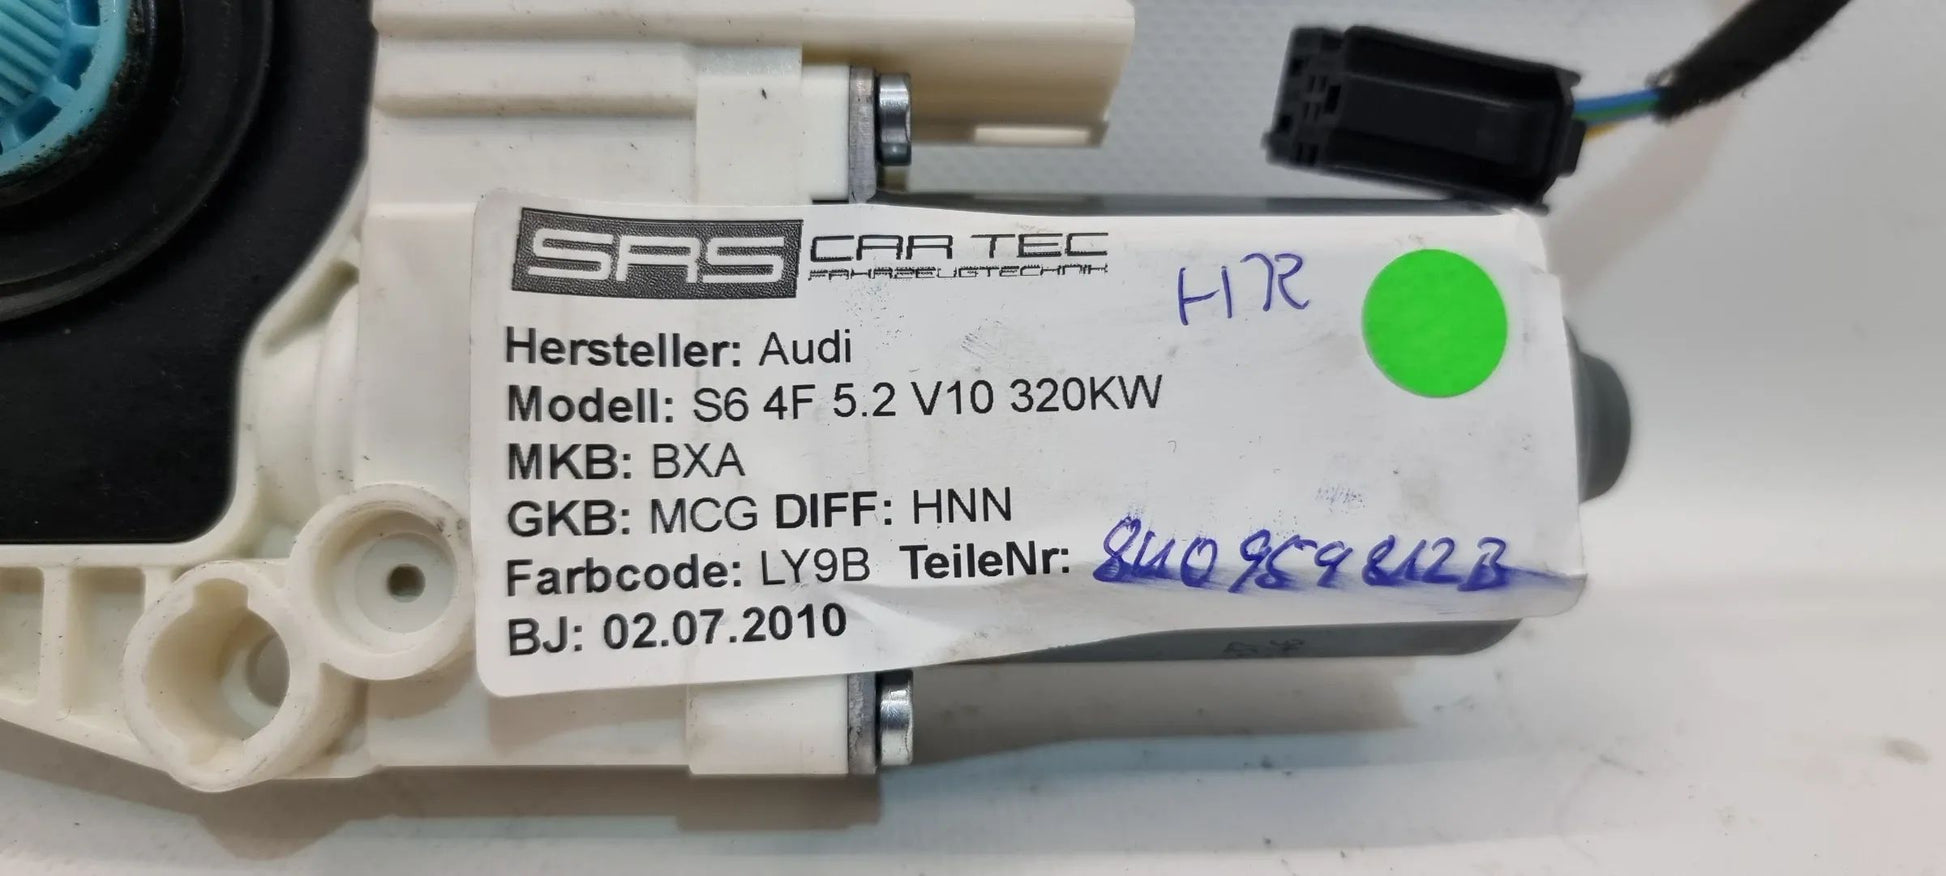 SRS CAR TEC
FAHRZEUGTECHNIK
HR
Hersteller: Audi
Modell: S6 4F 5.2 V10 320KW
MKB: BXA
GKB: MCG DIFF: HNN
Farbcode: LY9B TeileNr:
BJ: 02.07.2010